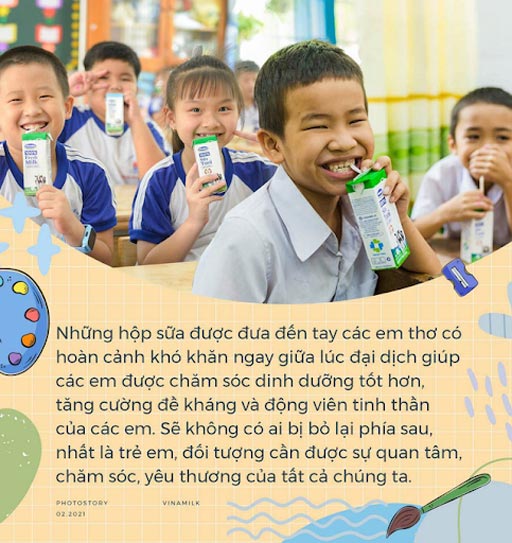 Những hộp sữa được đưa đến tay các em thơ có
hoàn cảnh khó khăn ngay giữa lúc đại dịch giúp
các em được chăm sóc dinh dưỡng tốt hơn,
tăng cường đề kháng và động viên tinh thần
của các em. Sẽ không có ai bị bỏ lại phía sau,
nhất là trẻ em, đối tượng cần được sự quan tâm,
chăm sóc, yêu thương của tất cả chúng ta.
PHOTOSTORY VINAMILK
02.2021